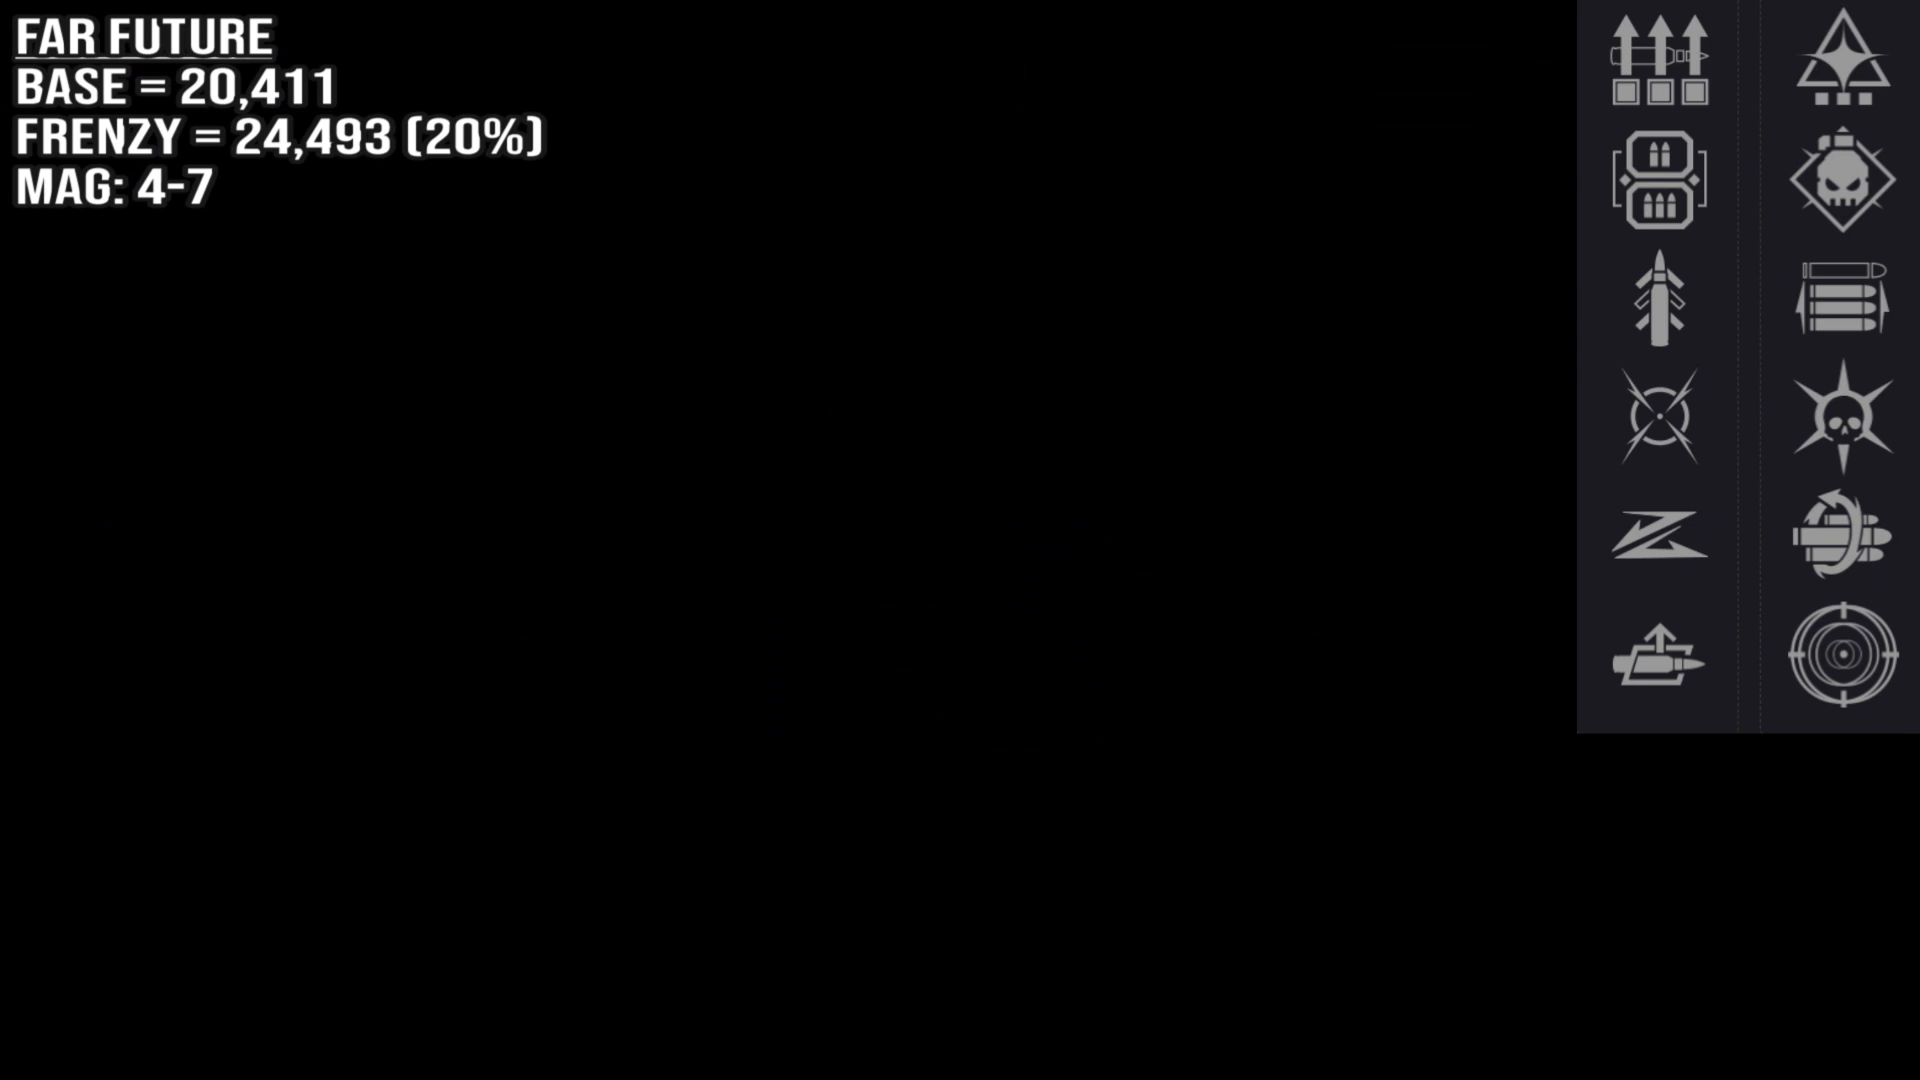 FAR FUTURE
BASE = 20,411
FRENZY = 24,493 (20%)
MAG: 4-7